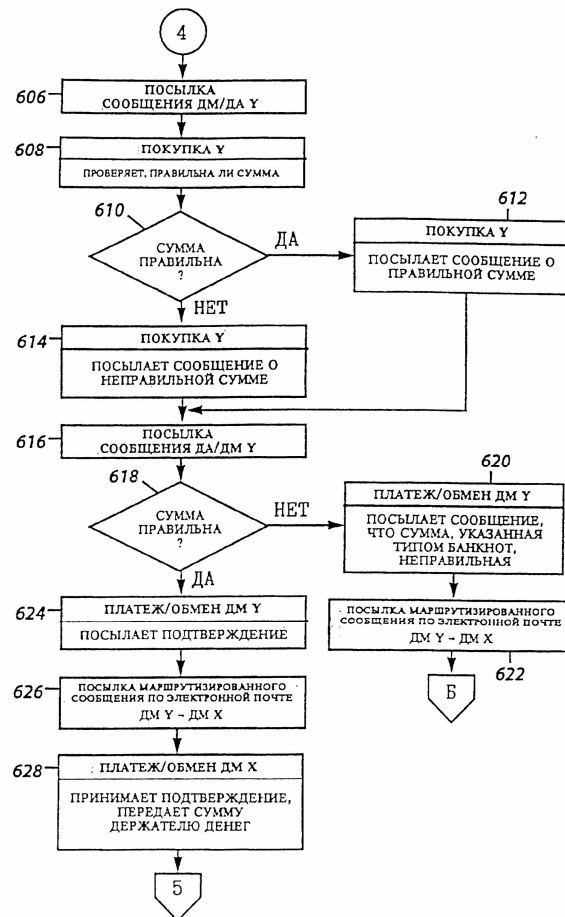 4
606
ПОСЫЛКА
СООБЩЕНИЯ ДМ/ДА Y
608
ПОКУПКА Y
ПРОВЕРЯЕТ, ПРАВИЛЬНА ЛИ СУММА
610
СУММА
ПРАВИЛЬНА
?
ДА
612
ПОКУПКА Y
ПОСЫЛАЕТ СООБЩЕНИЕ О
ПРАВИЛЬНОЙ СУММЕ
НЕТ
614
ПОКУПКА Y
ПОСЫЛАЕТ СООБЩЕНИЕ О
НЕПРАВИЛЬНОЙ СУММЕ
616
ПОСЫЛКА
СООБЩЕНИЯ ДА/ДМ Y
618
СУММА
ПРАВИЛЬНА
?
НЕТ
620
ПЛАТЕЖ/ОБМЕН ДМ Y
ПОСЫЛАЕТ СООБЩЕНИЕ,
ЧТО СУММА, УКАЗАННАЯ
ТИПОМ БАНКНОТ,
НЕПРАВИЛЬНАЯ
ПОСЫЛКА МАРШРУТИЗИРОВАННОГО
СООБЩЕНИЯ ПО ЭЛЕКТРОННОЙ ПОЧТЕ
ДМ Y - ДМ X
622
Б
ДА
624
ПЛАТЕЖ/ОБМЕН ДМ Y
ПОСЫЛАЕТ ПОДТВЕРЖДЕНИЕ
626
ПОСЫЛКА МАРШРУТИЗИРОВАННОГО
СООБЩЕНИЯ ПО ЭЛЕКТРОННОЙ ПОЧТЕ
ДМ Y - ДМ X
628
ПЛАТЕЖ/ОБМЕН ДМ X
ПРИНИМАЕТ ПОДТВЕРЖДЕНИЕ,
ПЕРЕДАЕТ СУММУ
ДЕРЖАТЕЛЮ ДЕНЕГ
5